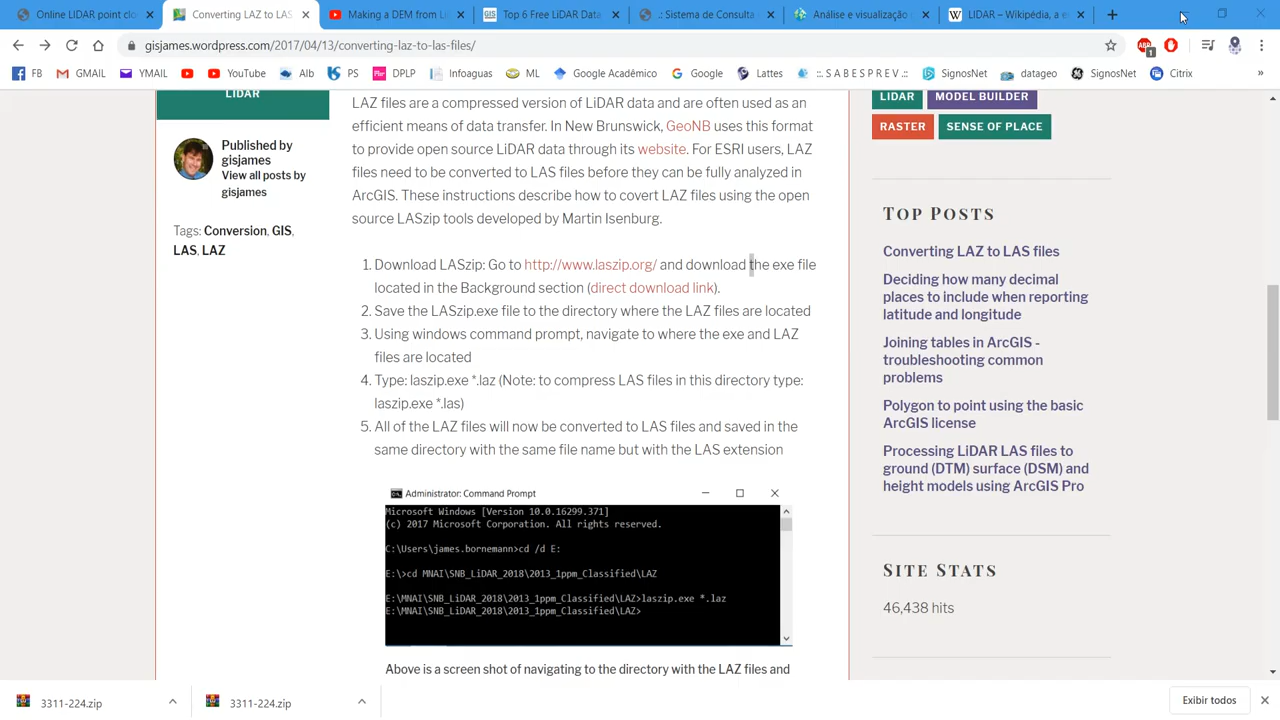 Online LiDAR point clo
Converting LAZ to LAS
Making a DEM from L
Top 6 Free LiDAR Data
.: Sistema de Consulta
Análise e visualização
LIDAR – Wikipédia, a e
gisjames.wordpress.com/2017/04/13/converting-laz-to-las-files/
FB
GMAIL
YMAIL
YouTube
Alb
PS
DPLP
Infoaguas
ML
Google Acadêmico
Google
Lattes
::. S A B E S P R E V .::
SignosNet
datageo
SignosNet
Citrix
»
LIDAR
Published by
gisjames
View all posts by
gisjames
Tags: Conversion, GIS,
LAS, LAZ
LAZ files are a compressed version of LiDAR data and are often used as an
efficient means of data transfer. In New Brunswick, GeoNB uses this format
to provide open source LiDAR data through its website. For ESRI users, LAZ
files need to be converted to LAS files before they can be fully analyzed in
ArcGIS. These instructions describe how to covert LAZ files using the open
source LASzip tools developed by Martin Isenburg.
1. Download LASzip: Go to http://www.laszip.org/ and download the exe file
located in the Background section (direct download link).
2. Save the LASzip.exe file to the directory where the LAZ files are located
3. Using windows command prompt, navigate to where the exe and LAZ
files are located
4. Type: laszip.exe *.laz (Note: to compress LAS files in this directory type:
laszip.exe *.las)
5. All of the LAZ files will now be converted to LAS files and saved in the
same directory with the same file name but with the LAS extension
Administrator: Command Prompt
Microsoft Windows [Version 10.0.16299.371]
(c) 2017 Microsoft Corporation. All rights reserved.
C:\Users\james.bornemann>cd /d E:
E:\>cd MNAI\SNB_LiDAR_2018\2013_1ppm_Classified\LAZ
E:\MNAI\SNB_LiDAR_2018\2013_1ppm_Classified\LAZ>laszip.exe *.laz
E:\MNAI\SNB_LiDAR_2018\2013_1ppm_Classified\LAZ>
Above is a screen shot of navigating to the directory with the LAZ files and
LIDAR
MODEL BUILDER
RASTER
SENSE OF PLACE
TOP POSTS
Converting LAZ to LAS files
Deciding how many decimal
places to include when reporting
latitude and longitude
Joining tables in ArcGIS -
troubleshooting common
problems
Polygon to point using the basic
ArcGIS license
Processing LiDAR LAS files to
ground (DTM) surface (DSM) and
height models using ArcGIS Pro
SITE STATS
46,438 hits
3311-224.zip
3311-224.zip
Exibir todos